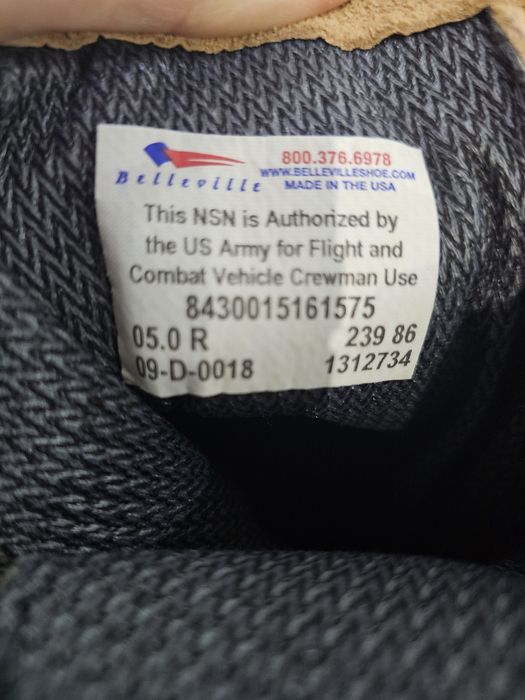 Belleville
800.376.6978
WWW.BELLEVILLESHOE.COM
MADE IN THE USA
This NSN is Authorized by
the US Army for Flight and
Combat Vehicle Crewman Use
8430015161575
05.0 R 239 86
09-D-0018 1312734